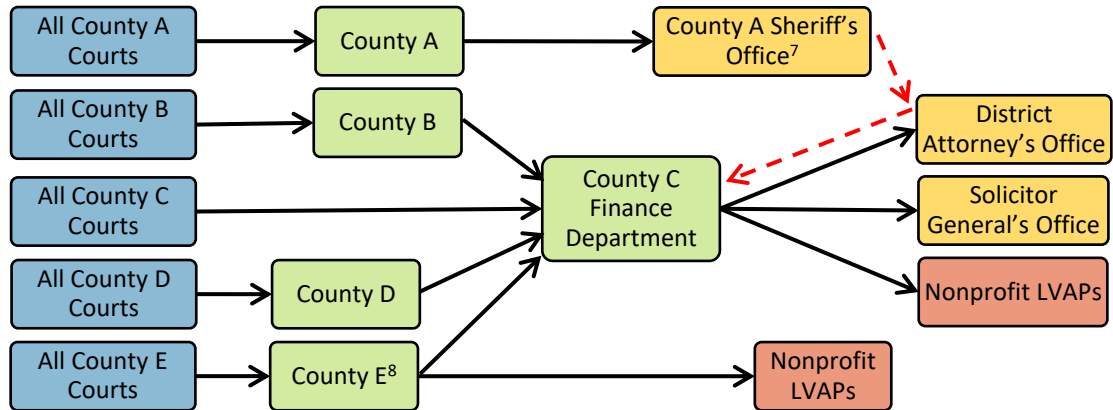 All County A
Courts
County A
County A Sheriff’s
Office⁷
All County B
Courts
County B
District
Attorney’s Office
All County C
Courts
County C
Finance
Department
Solicitor
General’s Office
All County D
Courts
County D
Nonprofit LVAPs
All County E
Courts
County E⁸
Nonprofit
LVAPs